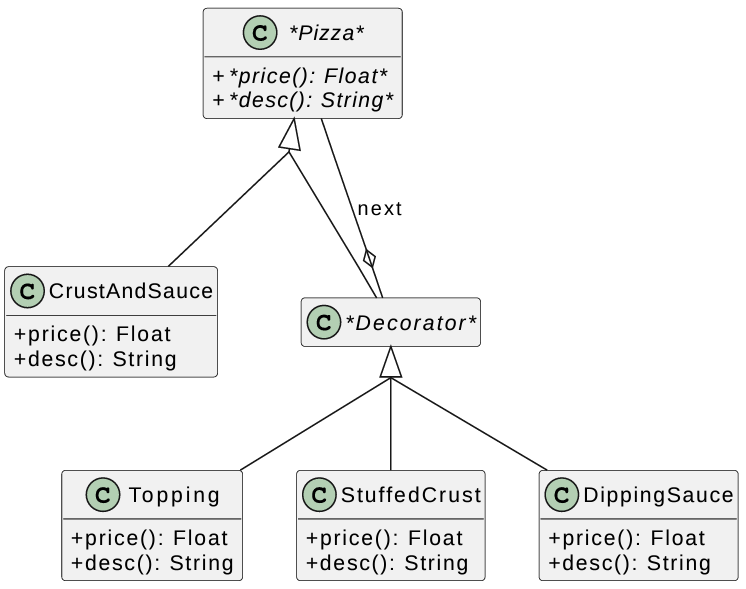 C *Pizza*
+*price(): Float*
+*desc(): String*
next
C CrustAndSauce
+price(): Float
+desc(): String
C *Decorator*
C Topping
+price(): Float
+desc(): String
C StuffedCrust
+price(): Float
+desc(): String
C DippingSauce
+price(): Float
+desc(): String